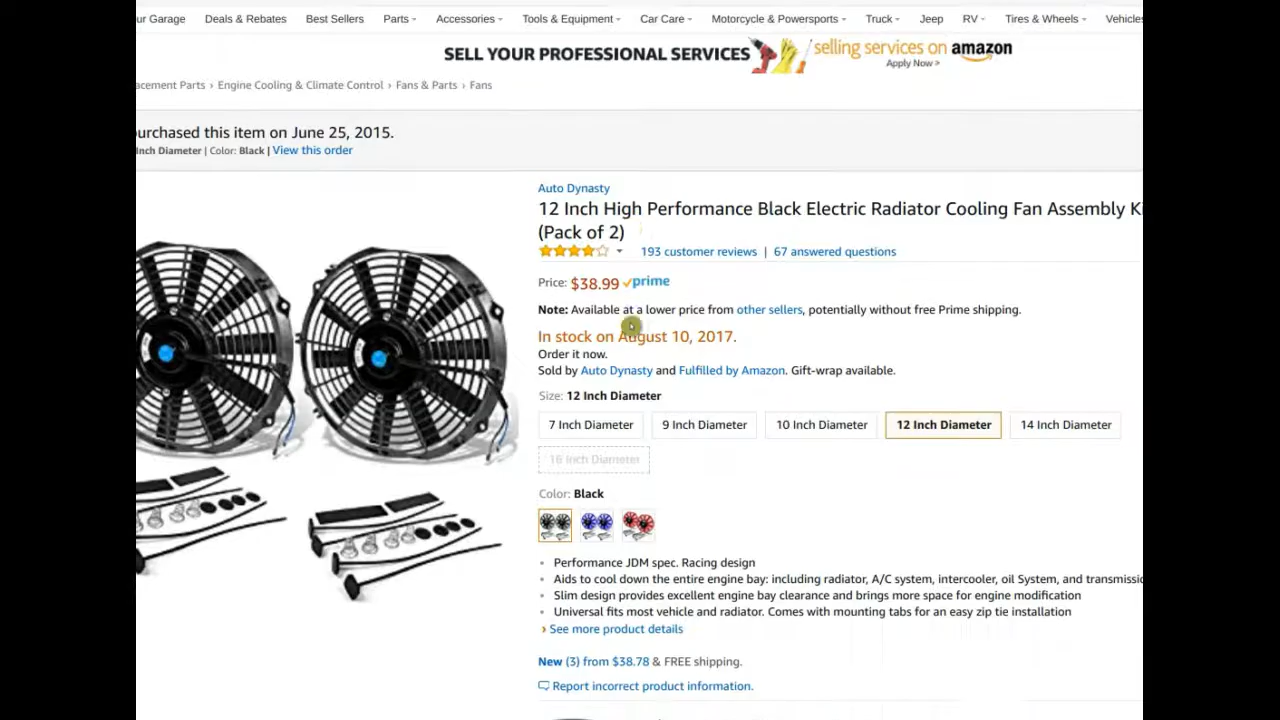 ur Garage Deals & Rebates Best Sellers Parts Accessories Tools & Equipment Car Care Motorcycle & Powersports Truck Jeep RV Tires & Wheels Vehicles
SELL YOUR PROFESSIONAL SERVICES selling services on amazon
Apply Now >
acement Parts › Engine Cooling & Climate Control › Fans & Parts › Fans
urchased this item on June 25, 2015.
Inch Diameter | Color: Black | View this order
Auto Dynasty
12 Inch High Performance Black Electric Radiator Cooling Fan Assembly Ki
(Pack of 2)
193 customer reviews | 67 answered questions
Price: $38.99 prime
Note: Available at a lower price from other sellers, potentially without free Prime shipping.
In stock on August 10, 2017.
Order it now.
Sold by Auto Dynasty and Fulfilled by Amazon. Gift-wrap available.
Size: 12 Inch Diameter
7 Inch Diameter 9 Inch Diameter 10 Inch Diameter 12 Inch Diameter 14 Inch Diameter
16 Inch Diameter
Color: Black
• Performance JDM spec. Racing design
• Aids to cool down the entire engine bay: including radiator, A/C system, intercooler, oil System, and transmissio
• Slim design provides excellent engine bay clearance and brings more space for engine modification
• Universal fits most vehicle and radiator. Comes with mounting tabs for an easy zip tie installation
› See more product details
New (3) from $38.78 & FREE shipping.
Report incorrect product information.